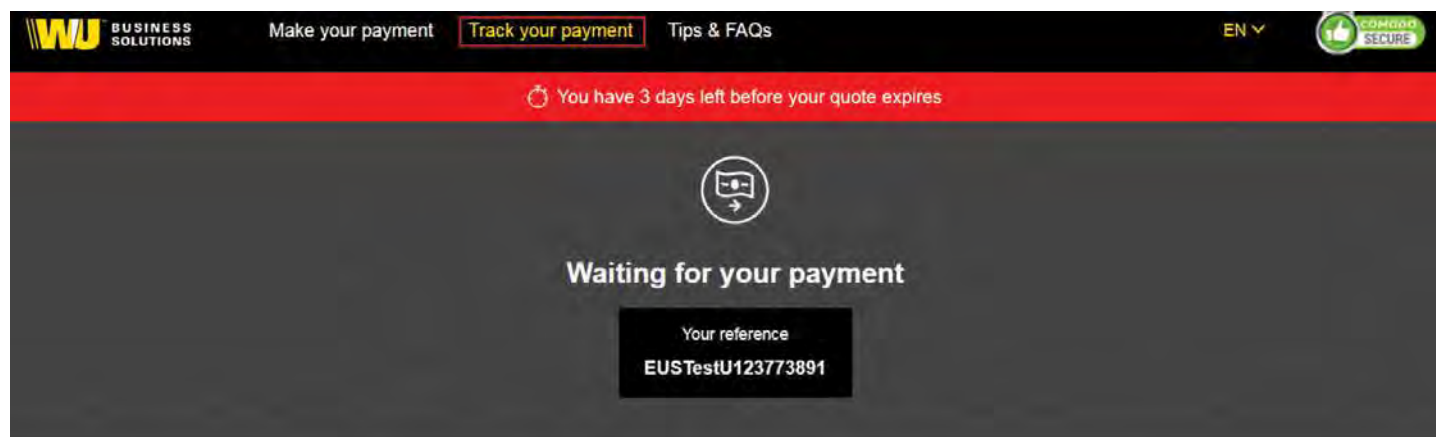 WU BUSINESS SOLUTIONS
Make your payment
Track your payment
Tips & FAQs
EN
COMODO SECURE
You have 3 days left before your quote expires
Waiting for your payment
Your reference
EUSTestU123773891